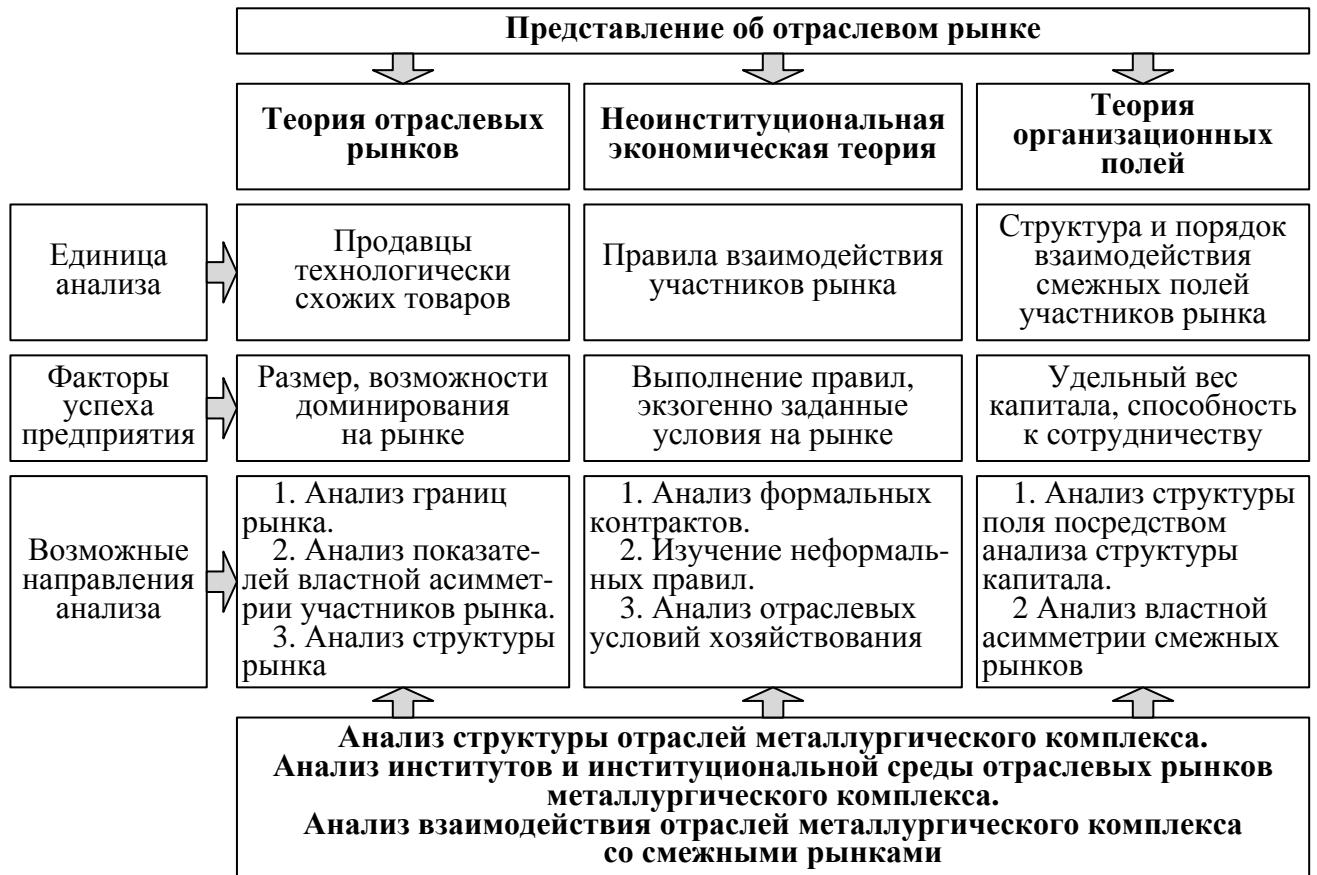 Представление об отраслевом рынке
Теория отраслевых
рынков
Неоинституциональная
экономическая теория
Теория
организационных
полей
Единица
анализа
Продавцы
технологически
схожих товаров
Правила взаимодействия
участников рынка
Структура и порядок
взаимодействия
смежных полей
участников рынка
Факторы
успеха
предприятия
Размер, возможности
доминирования
на рынке
Выполнение правил,
экзогенно заданные
условия на рынке
Удельный вес
капитала, способность
к сотрудничеству
Возможные
направления
анализа
1. Анализ границ
рынка.
2. Анализ показате-
лей властной асиммет-
рии участников рынка.
3. Анализ структуры
рынка
1. Анализ формальных
контрактов.
2. Изучение неформаль-
ных правил.
3. Анализ отраслевых
условий хозяйствования
1. Анализ структуры
поля посредством
анализа структуры
капитала.
2 Анализ властной
асимметрии смежных
рынков
Анализ структуры отраслей металлургического комплекса.
Анализ институтов и институциональной среды отраслевых рынков
металлургического комплекса.
Анализ взаимодействия отраслей металлургического комплекса
со смежными рынками